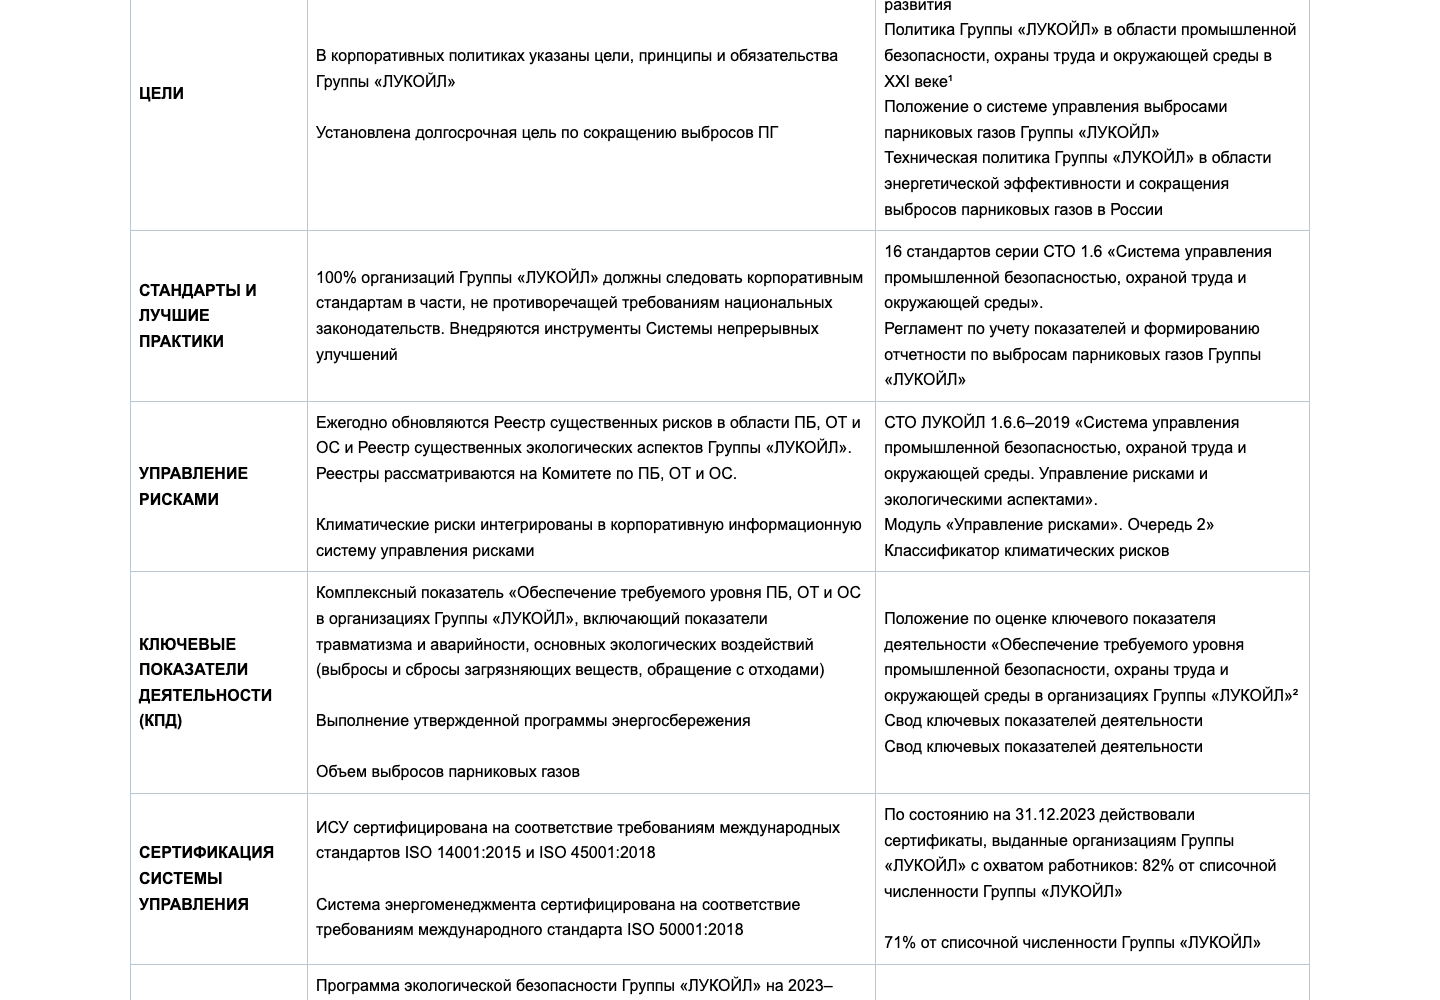 развития
Политика Группы «ЛУКОЙЛ» в области промышленной
безопасности, охраны труда и окружающей среды в
XXI веке¹
Положение о системе управления выбросами
парниковых газов Группы «ЛУКОЙЛ»
Техническая политика Группы «ЛУКОЙЛ» в области
энергетической эффективности и сокращения
выбросов парниковых газов в России
ЦЕЛИ
В корпоративных политиках указаны цели, принципы и обязательства
Группы «ЛУКОЙЛ»
Установлена долгосрочная цель по сокращению выбросов ПГ
СТАНДАРТЫ И
ЛУЧШИЕ
ПРАКТИКИ
100% организаций Группы «ЛУКОЙЛ» должны следовать корпоративным
стандартам в части, не противоречащей требованиям национальных
законодательств. Внедряются инструменты Системы непрерывных
улучшений
16 стандартов серии СТО 1.6 «Система управления
промышленной безопасностью, охраной труда и
окружающей среды».
Регламент по учету показателей и формированию
отчетности по выбросам парниковых газов Группы
«ЛУКОЙЛ»
УПРАВЛЕНИЕ
РИСКАМИ
Ежегодно обновляются Реестр существенных рисков в области ПБ, ОТ и
ОС и Реестр существенных экологических аспектов Группы «ЛУКОЙЛ».
Реестры рассматриваются на Комитете по ПБ, ОТ и ОС.
Климатические риски интегрированы в корпоративную информационную
систему управления рисками
СТО ЛУКОЙЛ 1.6.6–2019 «Система управления
промышленной безопасностью, охраной труда и
окружающей среды. Управление рисками и
экологическими аспектами».
Модуль «Управление рисками». Очередь 2»
Классификатор климатических рисков
КЛЮЧЕВЫЕ
ПОКАЗАТЕЛИ
ДЕЯТЕЛЬНОСТИ
(КПД)
Комплексный показатель «Обеспечение требуемого уровня ПБ, ОТ и ОС
в организациях Группы «ЛУКОЙЛ», включающий показатели
травматизма и аварийности, основных экологических воздействий
(выбросы и сбросы загрязняющих веществ, обращение с отходами)
Выполнение утвержденной программы энергосбережения
Объем выбросов парниковых газов
Положение по оценке ключевого показателя
деятельности «Обеспечение требуемого уровня
промышленной безопасности, охраны труда и
окружающей среды в организациях Группы «ЛУКОЙЛ»²
Свод ключевых показателей деятельности
Свод ключевых показателей деятельности
СЕРТИФИКАЦИЯ
СИСТЕМЫ
УПРАВЛЕНИЯ
ИСУ сертифицирована на соответствие требованиям международных
стандартов ISO 14001:2015 и ISO 45001:2018
Система энергоменеджмента сертифицирована на соответствие
требованиям международного стандарта ISO 50001:2018
По состоянию на 31.12.2023 действовали
сертификаты, выданные организациям Группы
«ЛУКОЙЛ» с охватом работников: 82% от списочной
численности Группы «ЛУКОЙЛ»
71% от списочной численности Группы «ЛУКОЙЛ»
Программа экологической безопасности Группы «ЛУКОЙЛ» на 2023–